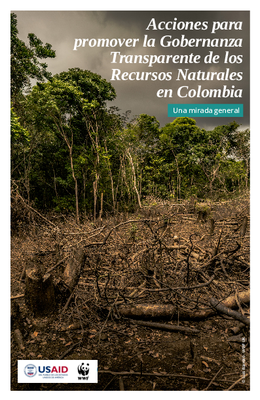 Acciones para
promover la Gobernanza
Transparente de los
Recursos Naturales
en Colombia
Una mirada general
USAID
WWF